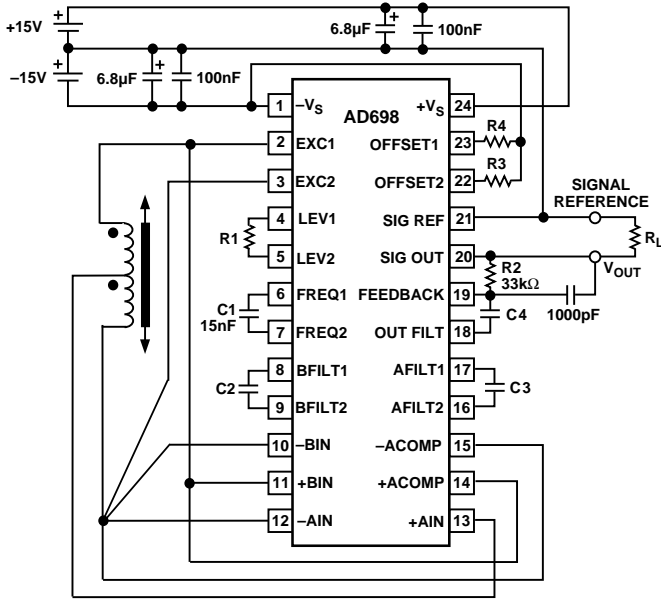 +15V
–15V
6.8µF
100nF
6.8µF
100nF
AD698
1 –VS
2 EXC1
3 EXC2
4 LEV1
5 LEV2
6 FREQ1
7 FREQ2
8 BFILT1
9 BFILT2
10 –BIN
11 +BIN
12 –AIN
+VS 24
OFFSET1 23
OFFSET2 22
SIG REF 21
SIG OUT 20
FEEDBACK 19
OUT FILT 18
AFILT1 17
AFILT2 16
–ACOMP 15
+ACOMP 14
+AIN 13
R1
C1
15nF
C2
R4
R3
SIGNAL
REFERENCE
RL
VOUT
R2
33kΩ
C4
1000pF
C3